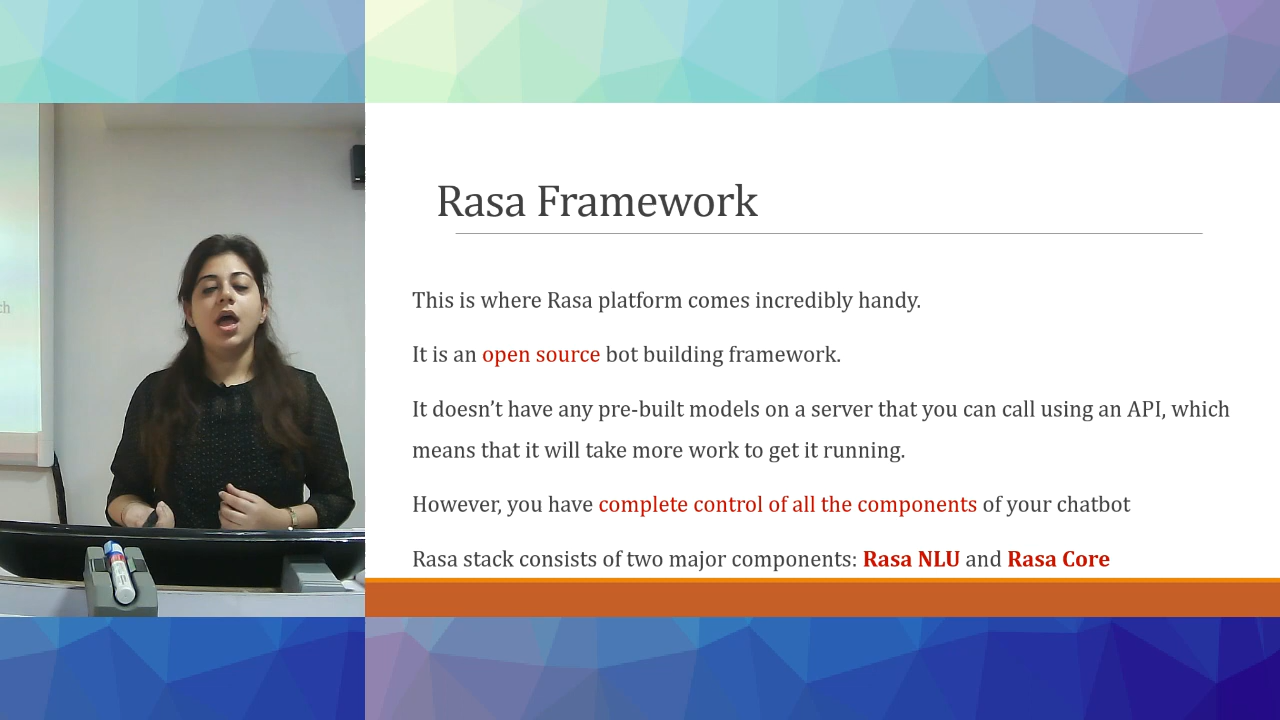 Rasa Framework
This is where Rasa platform comes incredibly handy.
It is an open source bot building framework.
It doesn’t have any pre-built models on a server that you can call using an API, which
means that it will take more work to get it running.
However, you have complete control of all the components of your chatbot
Rasa stack consists of two major components: Rasa NLU and Rasa Core